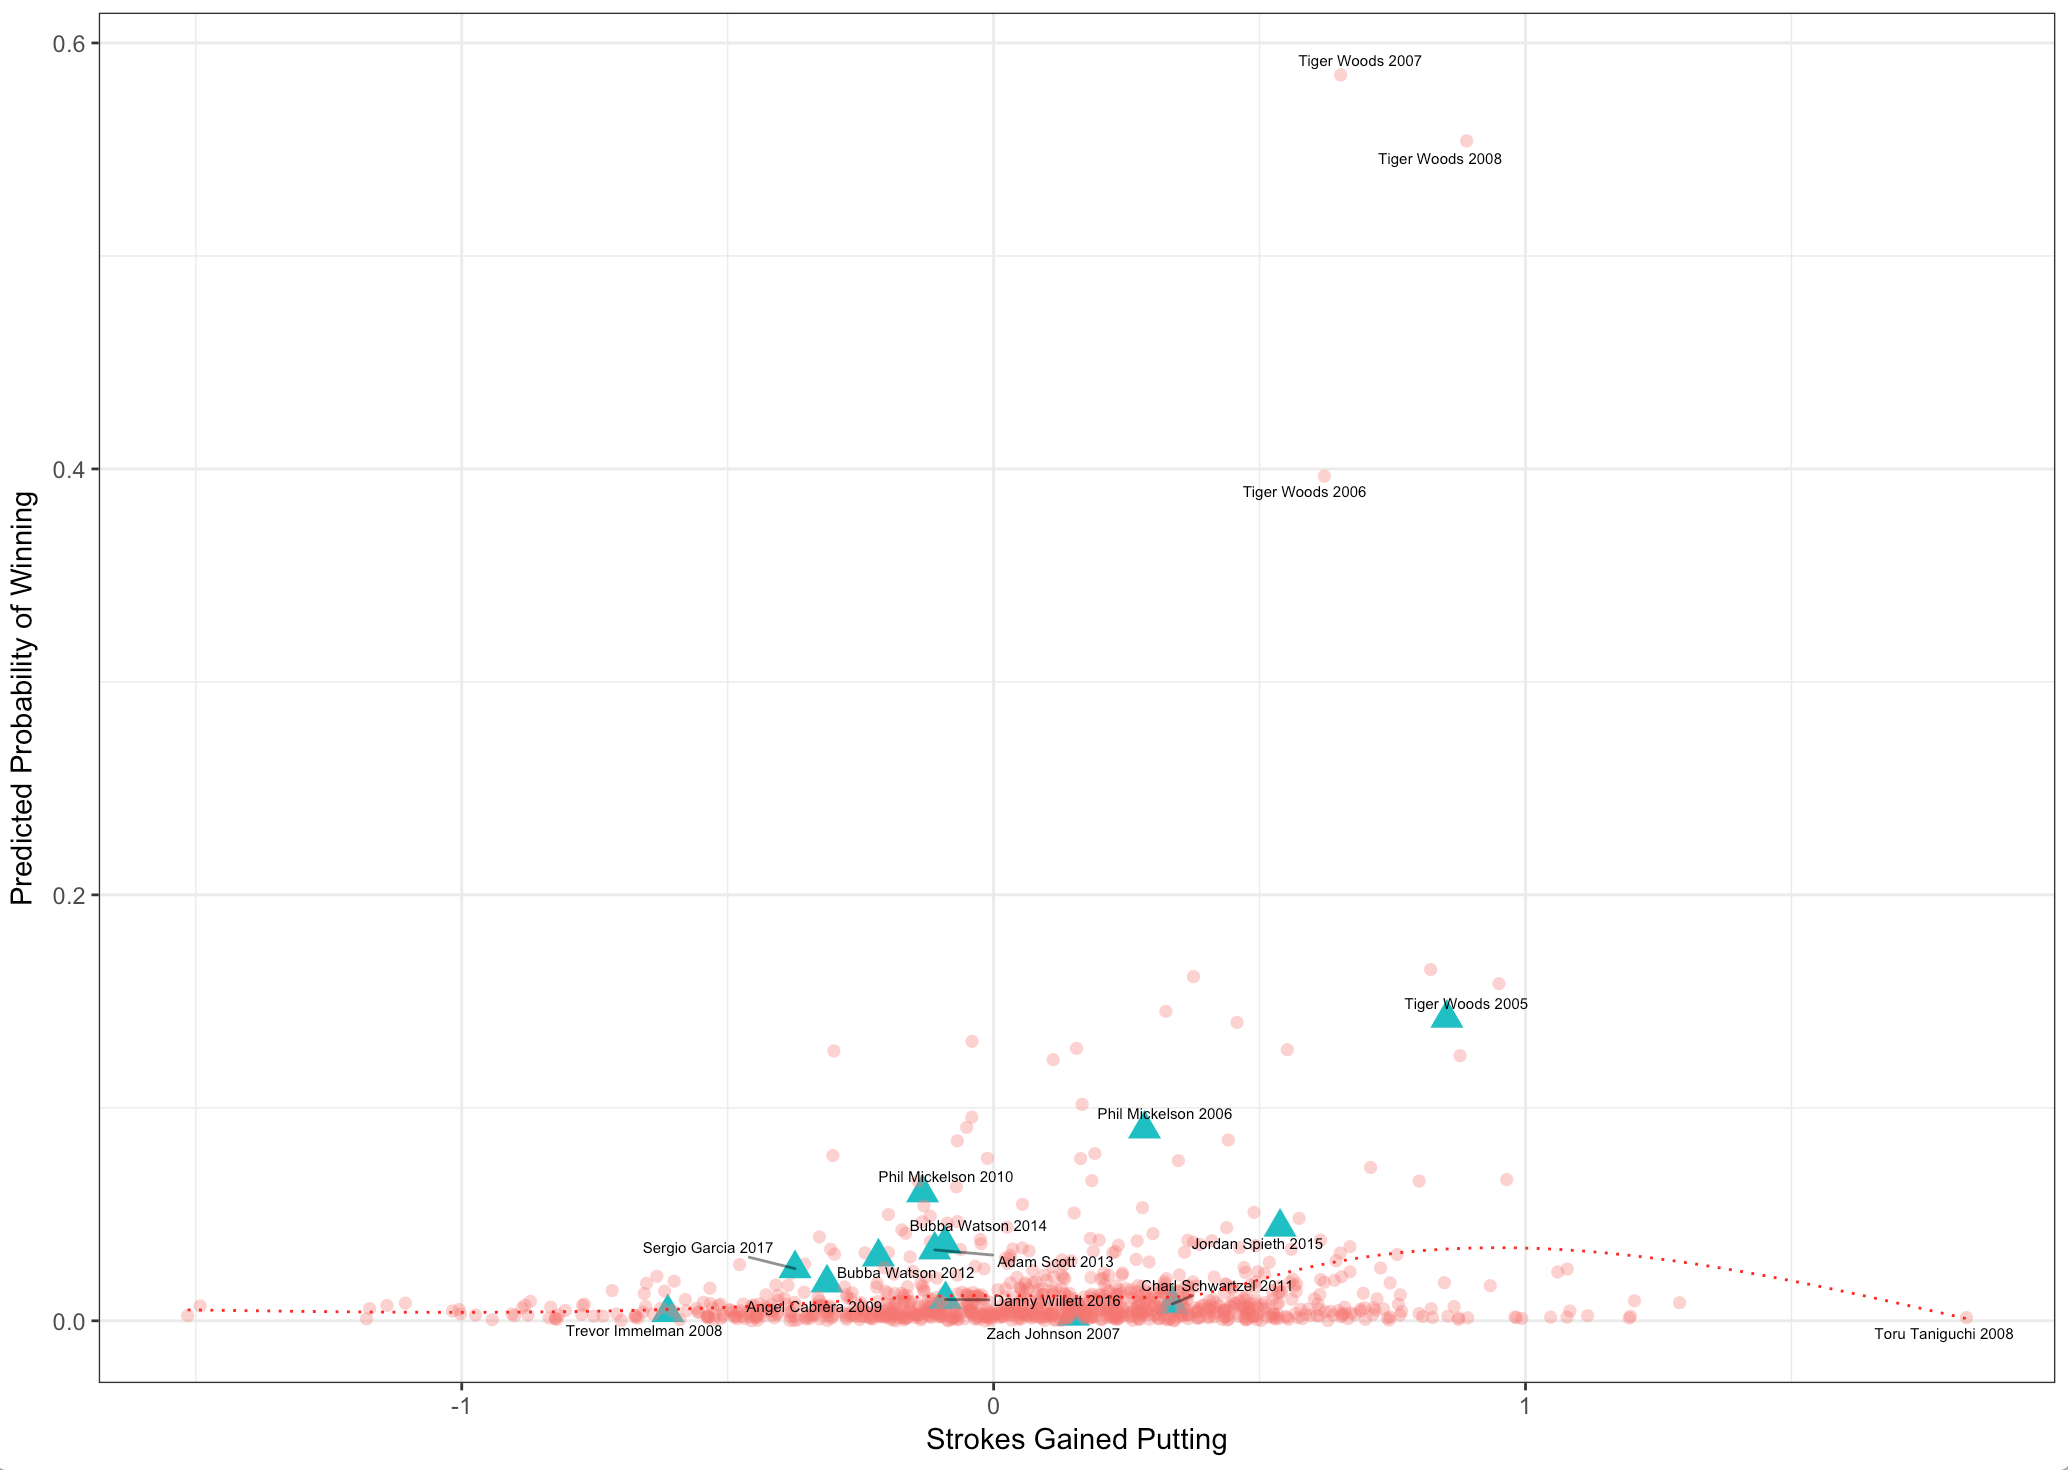 0.6
Tiger Woods 2007
Tiger Woods 2008
0.4
Tiger Woods 2006
Predicted Probability of Winning
0.2
Tiger Woods 2005
Phil Mickelson 2006
Phil Mickelson 2010
Bubba Watson 2014
Jordan Spieth 2015
Sergio Garcia 2017
Adam Scott 2013
Bubba Watson 2012
Charl Schwartzel 2011
Danny Willett 2016
Angel Cabrera 2009
0.0
Trevor Immelman 2008
Zach Johnson 2007
Toru Taniguchi 2008
-1
0
1
Strokes Gained Putting